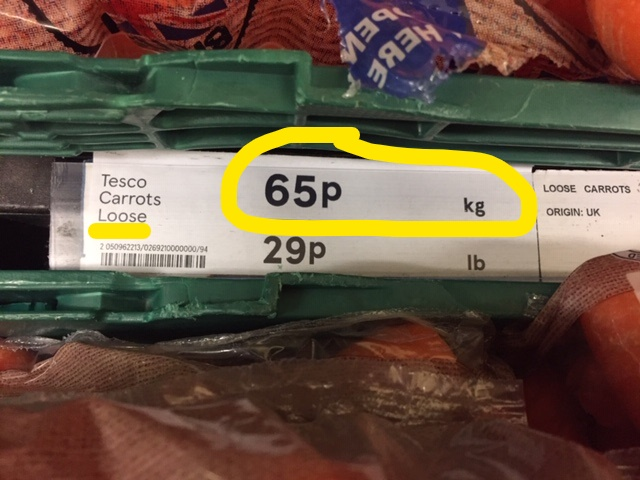 OPEN
HERE
Tesco
Carrots
Loose
65p kg
29p lb
2 050962213/0269210000000/94
LOOSE CARROTS
ORIGIN: UK